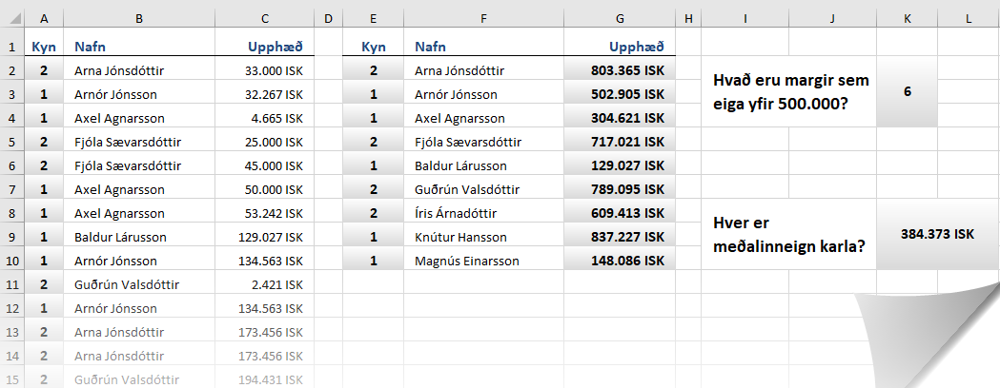 A B C D E F G H I J K L
1 Kyn Nafn Upphæð Kyn Nafn Upphæð
2 2 Arna Jónsdóttir 33.000 ISK 2 Arna Jónsdóttir 803.365 ISK
3 1 Arnór Jónsson 32.267 ISK 1 Arnór Jónsson 502.905 ISK
4 1 Axel Agnarsson 4.665 ISK 1 Axel Agnarsson 304.621 ISK
5 2 Fjóla Sævarsdóttir 25.000 ISK 2 Fjóla Sævarsdóttir 717.021 ISK
6 2 Fjóla Sævarsdóttir 45.000 ISK 1 Baldur Lárusson 129.027 ISK
7 1 Axel Agnarsson 50.000 ISK 2 Guðrún Valsdóttir 789.095 ISK
8 1 Axel Agnarsson 53.242 ISK 2 Íris Árnadóttir 609.413 ISK
9 1 Baldur Lárusson 129.027 ISK 1 Knútur Hansson 837.227 ISK
10 1 Arnór Jónsson 134.563 ISK 1 Magnús Einarsson 148.086 ISK
11 2 Guðrún Valsdóttir 2.421 ISK
12 1 Arnór Jónsson 134.563 ISK
13 2 Arna Jónsdóttir 173.456 ISK
14 2 Arna Jónsdóttir 173.456 ISK
15 2 Guðrún Valsdóttir 194.431 ISK
Hvað eru margir sem
eiga yfir 500.000?
6
Hver er
meðalinneign karla?
384.373 ISK